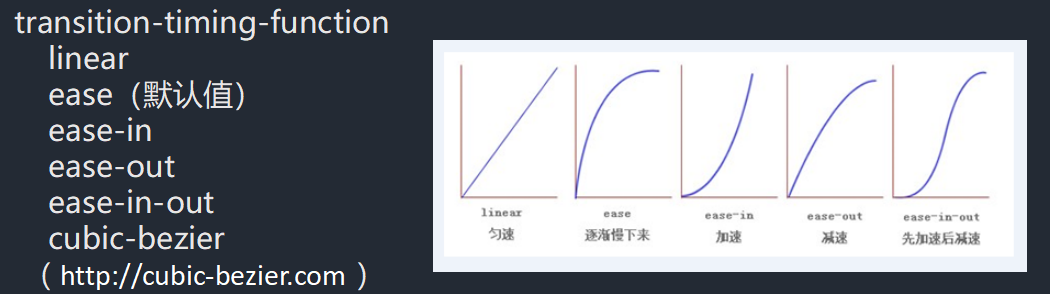 transition-timing-function
linear
ease（默认值）
ease-in
ease-out
ease-in-out
cubic-bezier
（http://cubic-bezier.com）
linear
匀速
ease
逐渐慢下来
ease-in
加速
ease-out
减速
ease-in-out
先加速后减速